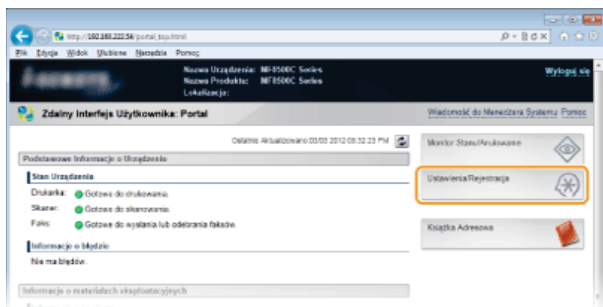 http://192.168.222.54/portal_top.html
Plik Edycja Widok Ulubione Narzędzia Pomoc
Nazwa Urządzenia: MF8500C Series
Nazwa Produktu: MF8500C Series
Lokalizacja:
Wyloguj się
Zdalny Interfejs Użytkownika: Portal
Wiadomość do Menedżera Systemu Pomoc
Ostatnio Aktualizowano:03/03 2012 08:32:23 PM
Podstawowe Informacje o Urządzeniu
Stan Urządzenia
Drukarka: Gotowe do drukowania.
Skaner: Gotowe do skanowania.
Faks: Gotowe do wysłania lub odebrania faksów.
Informacje o błędzie
Nie ma błędów.
Informacje o materiałach eksploatacyjnych
Monitor Stanu/Anulowanie
Ustawienia/Rejestracja
Książka Adresowa